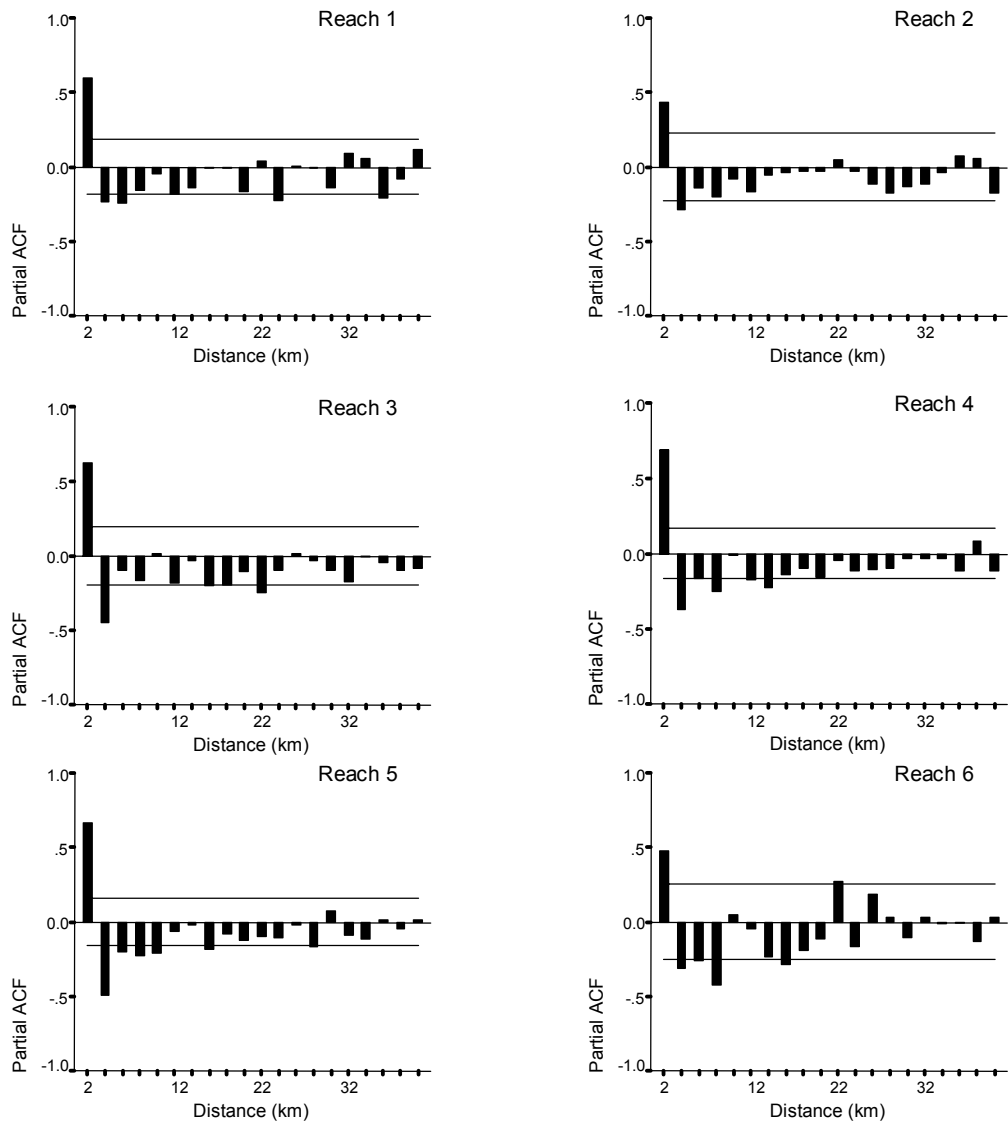 Reach 1
1.0
.5
0.0
-.5
-1.0
Partial ACF
2 12 22 32
Distance (km)
Reach 2
1.0
.5
0.0
-.5
-1.0
Partial ACF
2 12 22 32
Distance (km)
Reach 3
1.0
.5
0.0
-.5
-1.0
Partial ACF
2 12 22 32
Distance (km)
Reach 4
1.0
.5
0.0
-.5
-1.0
Partial ACF
2 12 22 32
Distance (km)
Reach 5
1.0
.5
0.0
-.5
-1.0
Partial ACF
2 12 22 32
Distance (km)
Reach 6
1.0
.5
0.0
-.5
-1.0
Partial ACF
2 12 22 32
Distance (km)